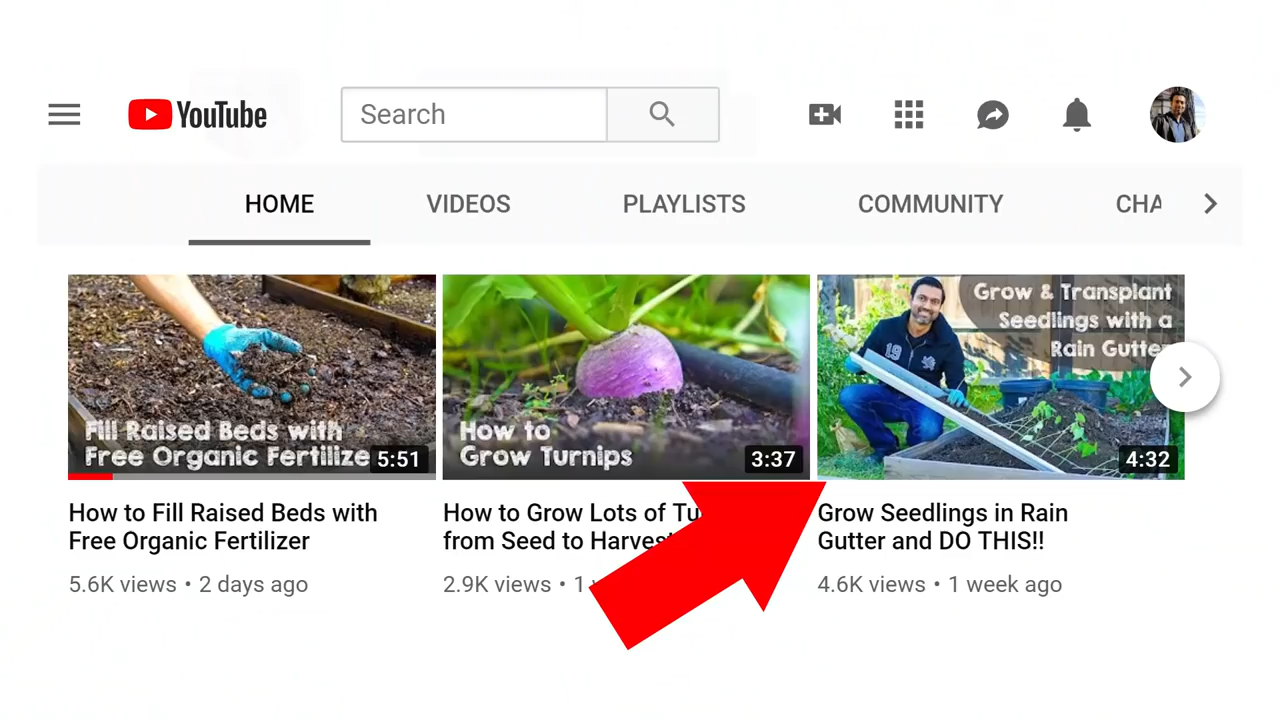 YouTube
Search
HOME VIDEOS PLAYLISTS COMMUNITY CHA
Fill Raised Beds with
Free Organic Fertilize
5:51
How to
Grow Turnips
3:37
19
Grow & Transplant
Seedlings with a
Rain Gutte
4:32
How to Fill Raised Beds with
Free Organic Fertilizer
5.6K views • 2 days ago
How to Grow Lots of Tu
from Seed to Harvest
2.9K views • 1
Grow Seedlings in Rain
Gutter and DO THIS!!
4.6K views • 1 week ago